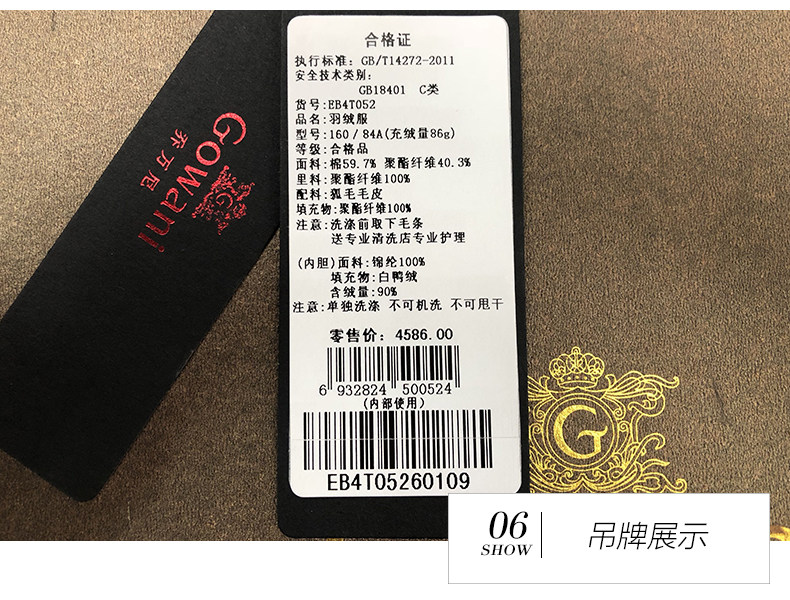 Gowani
乔万尼
G
合格证
执行标准：GB/T14272-2011
安全技术类别：
GB18401 C类
货号：EB4T052
品名：羽绒服
型号：160/84A(充绒量86g)
等级：合格品
面料：棉59.7% 聚酯纤维40.3%
里料：聚酯纤维100%
配料：狐毛毛皮
填充物：聚酯纤维100%
注意：洗涤前取下毛条
送专业清洗店专业护理
(内胆)面料：锦纶100%
填充物：白鸭绒
含绒量：90%
注意：单独洗涤 不可机洗 不可甩干
零售价：4586.00
6 932824 500524
(内部使用)
EB4T05260109
G
06
SHOW
吊牌展示